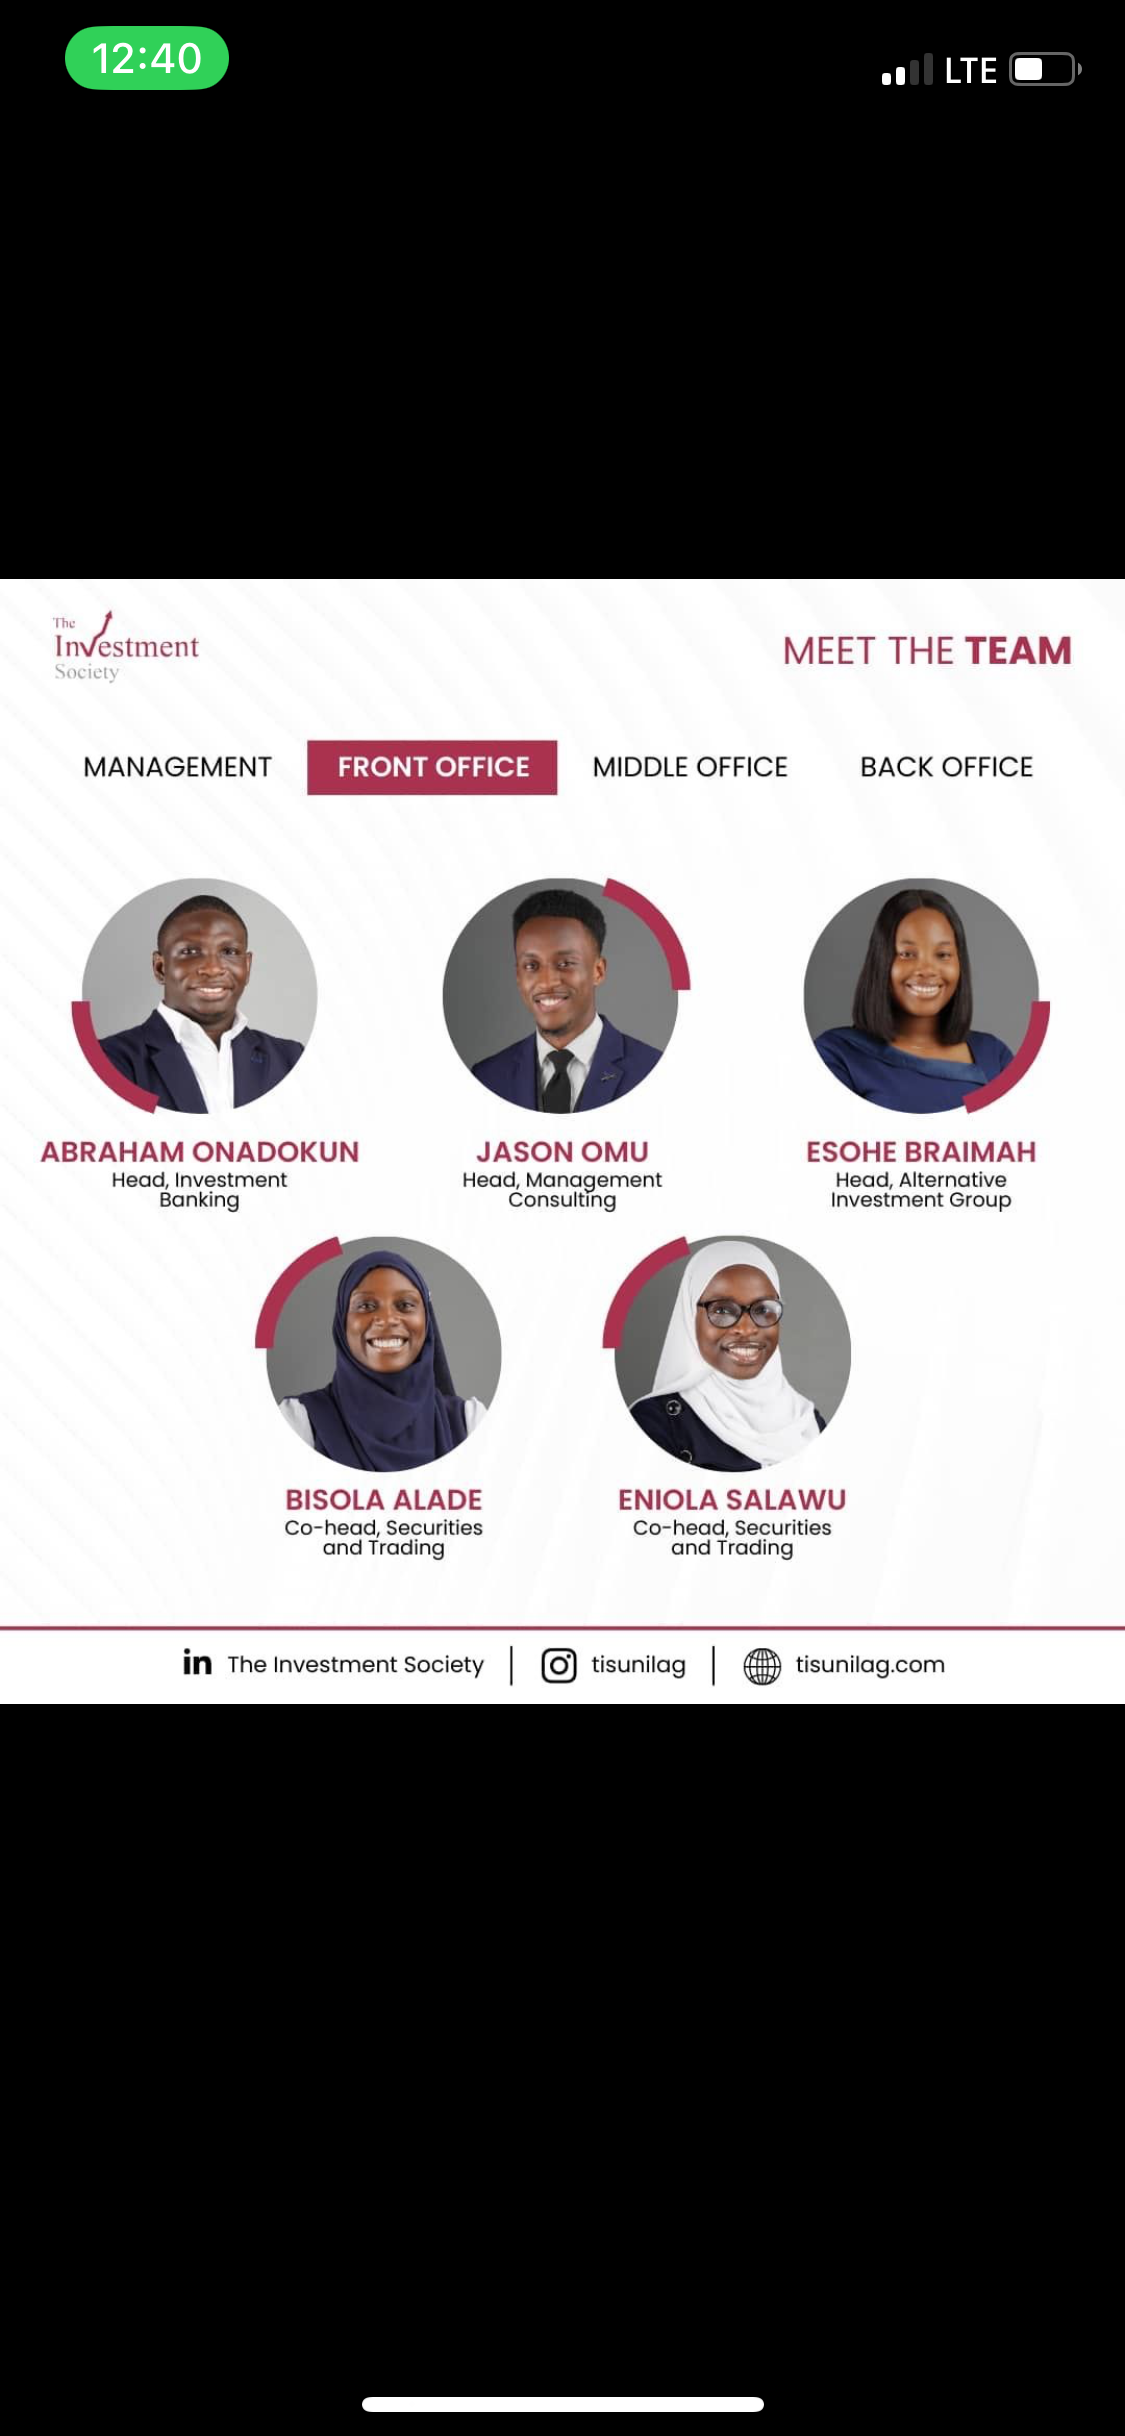 12:40
LTE
The
Investment
Society
MEET THE TEAM
MANAGEMENT FRONT OFFICE MIDDLE OFFICE BACK OFFICE
ABRAHAM ONADOKUN
Head, Investment
Banking
JASON OMU
Head, Management
Consulting
ESOHE BRAIMAH
Head, Alternative
Investment Group
BISOLA ALADE
Co-head, Securities
and Trading
ENIOLA SALAWU
Co-head, Securities
and Trading
in The Investment Society | tisunilag | tisunilag.com